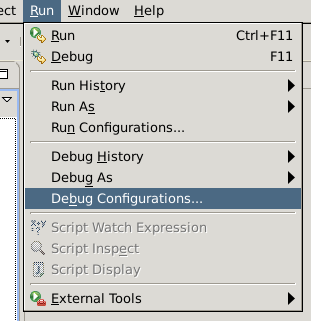 ect Run Window Help
Run Ctrl+F11
Debug F11
Run History
Run As
Run Configurations...
Debug History
Debug As
Debug Configurations...
Script Watch Expression
Script Inspect
Script Display
External Tools